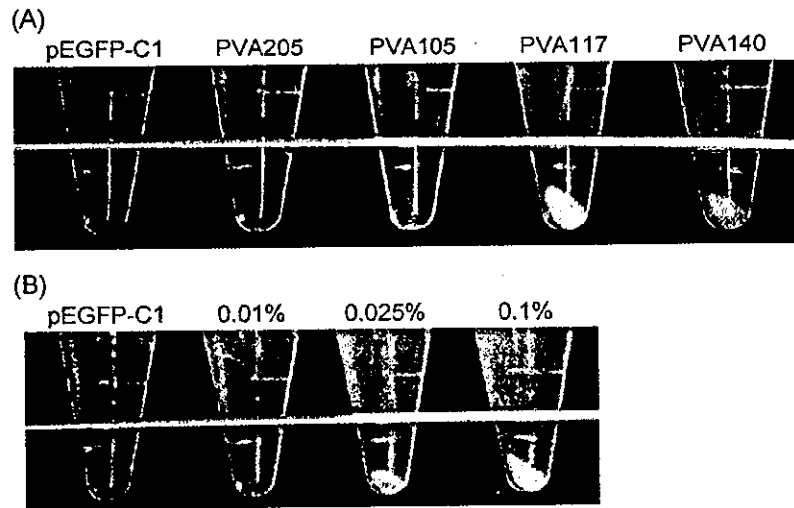 (A)
pEGFP-C1 PVA205 PVA105 PVA117 PVA140
(B)
pEGFP-C1 0.01% 0.025% 0.1%